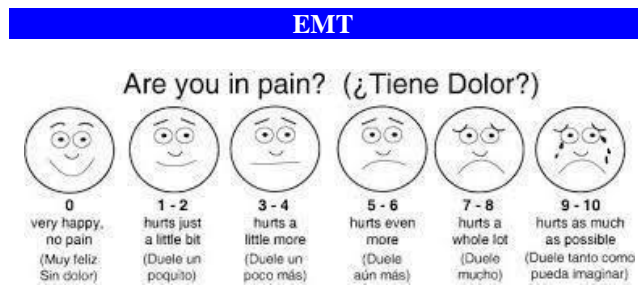 EMT
Are you in pain? (¿Tiene Dolor?)
0 1 - 2 3 - 4 5 - 6 7 - 8 9 - 10
very happy, hurts just hurts a hurts even hurts a hurts as much
no pain a little bit little more more whole lot as possible
(Muy feliz (Duele un (Duele un (Duele (Duele (Duele tanto como
Sin dolor) poquito) poco más) aún más) mucho) pueda imaginar)